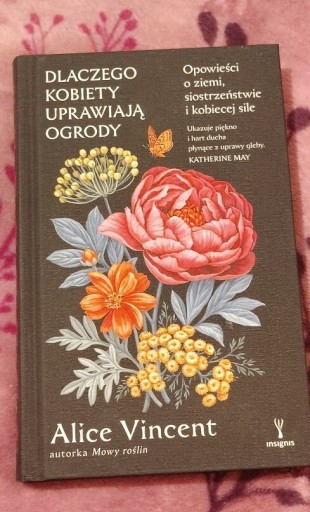 DLACZEGO
KOBIETY
UPRAWIAJĄ
OGRODY
Opowieści
o ziemi,
siostrzeństwie
i kobiecej sile
Ukazuje piękno
i hart ducha
płynące z uprawy gleby.
KATHERINE MAY
Alice Vincent
autorka Mowy roślin
insignis